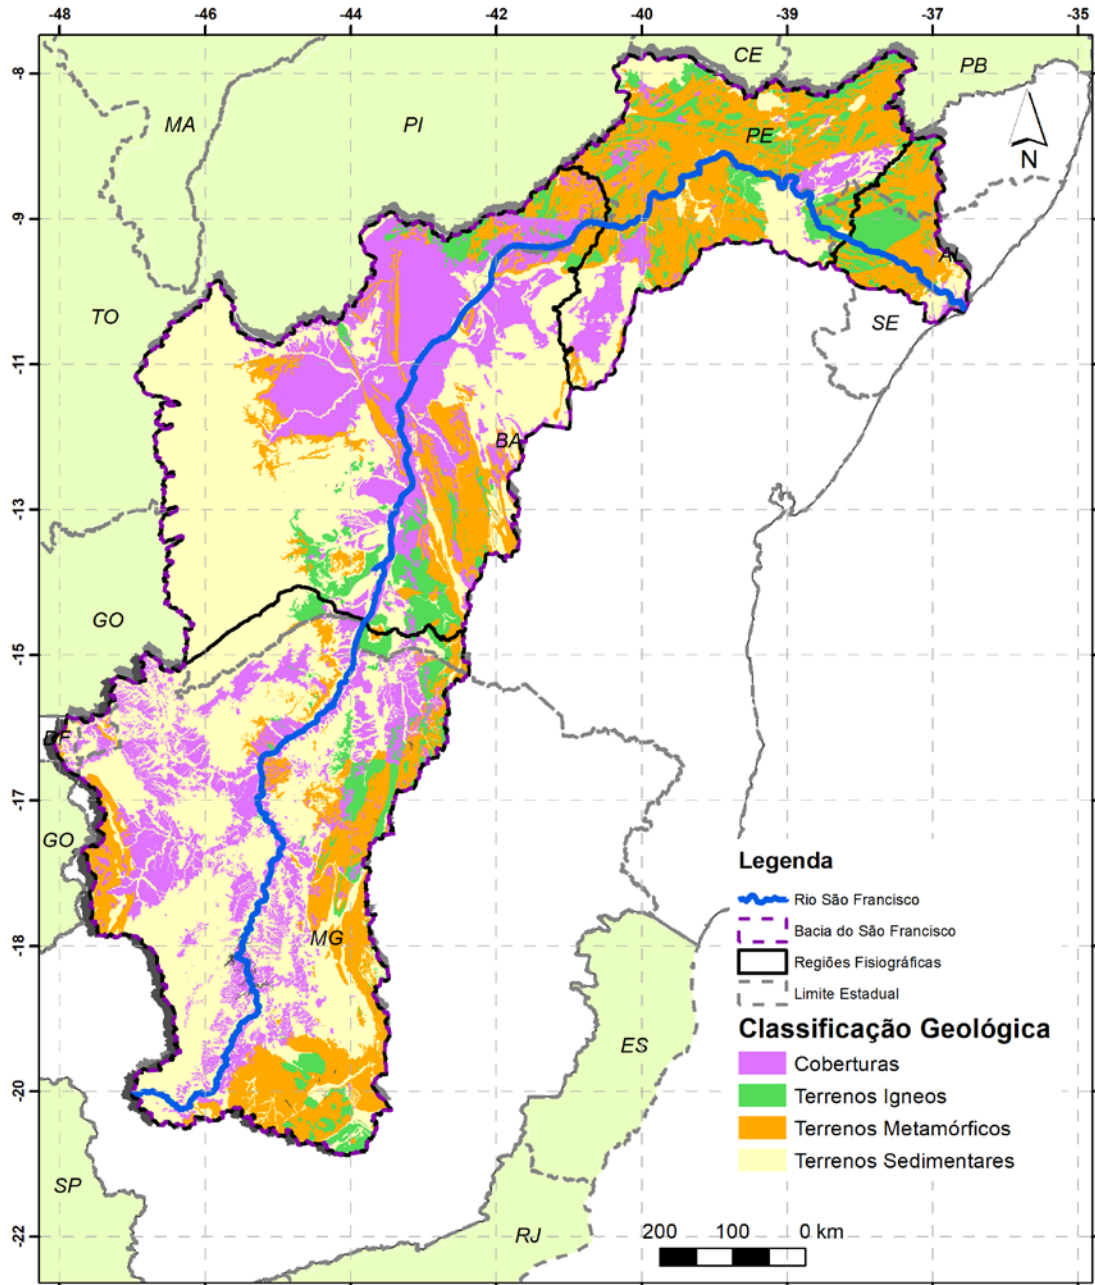 -48 -46 -44 -42 -40 -39 -37 -35
-8
-9
-11
-13
-15
-17
-18
-20
-22
CE
PB
MA
PI
PE
N
TO
AL
SE
BA
GO
DF
GO
MG
ES
SP
RJ
Legenda
Rio São Francisco
Bacia do São Francisco
Regiões Fisiográficas
Limite Estadual
Classificação Geológica
Coberturas
Terrenos Igneos
Terrenos Metamórficos
Terrenos Sedimentares
200 100 0 km